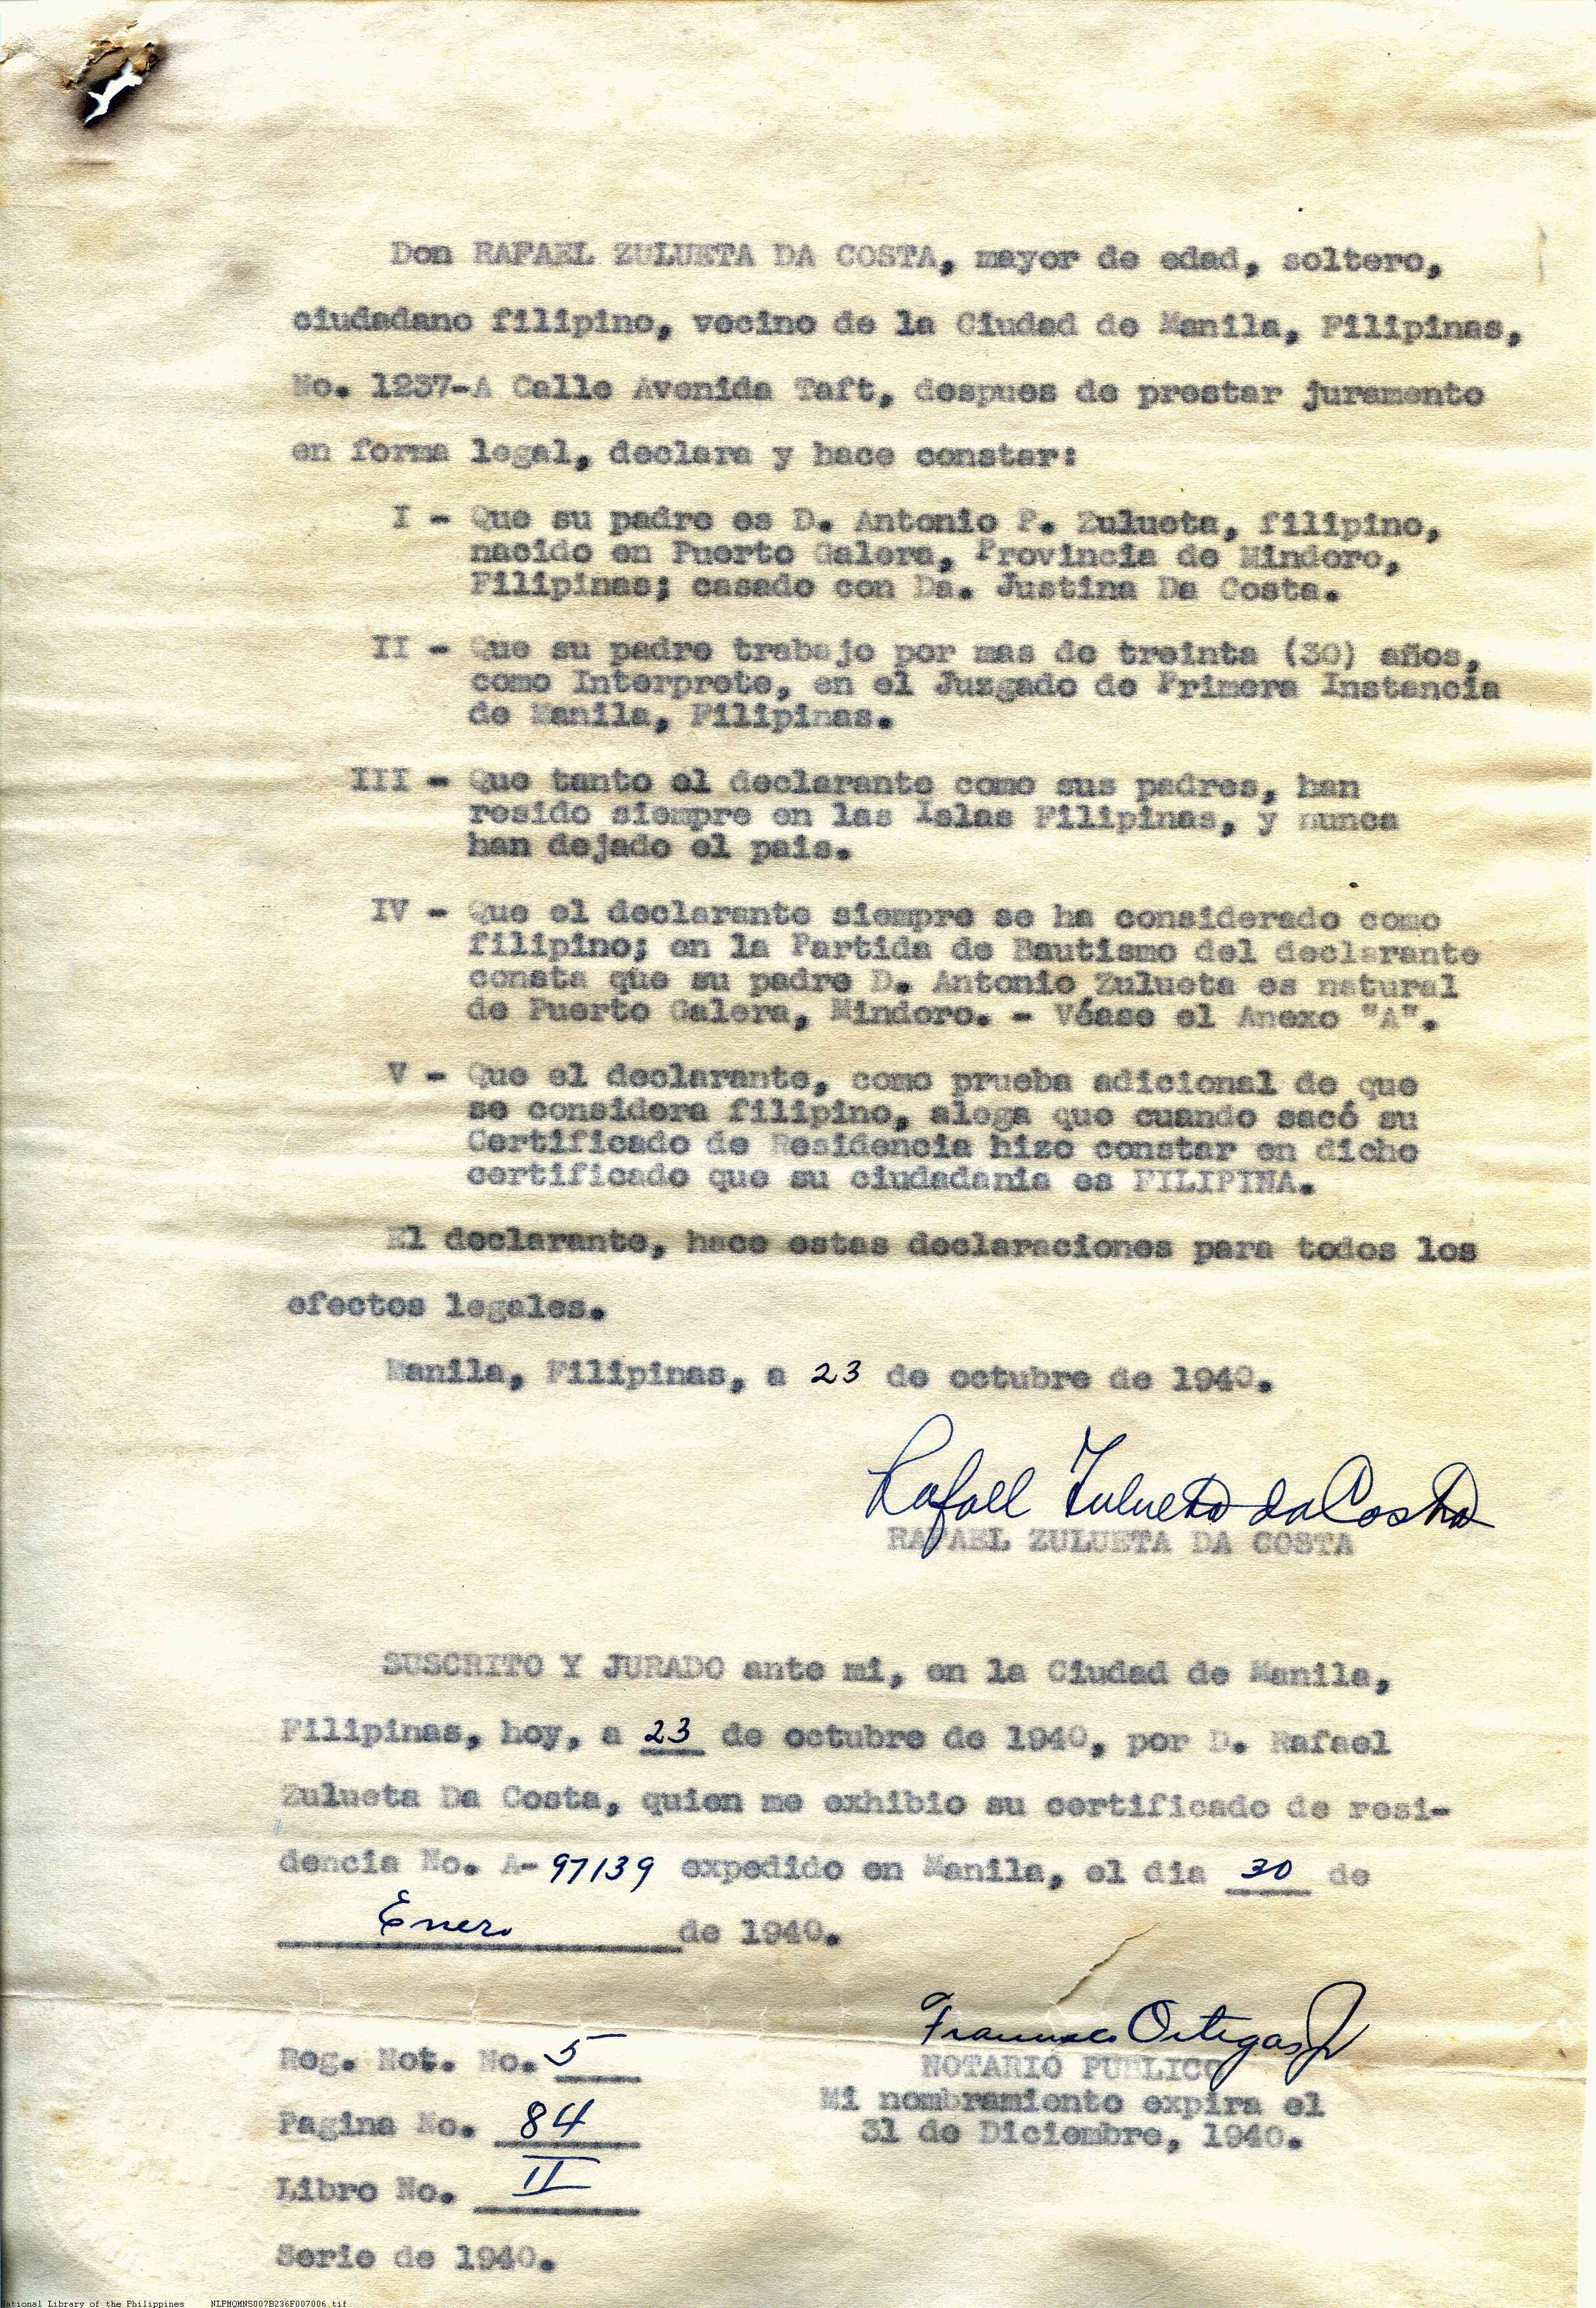 Don RAFAEL ZULUETA DA COSTA, mayor de edad, soltero,
ciudadano filipino, vecino de la Ciudad de Manila, Filipinas,
No. 1237-A Calle Avenida Taft, despues de prestar juramento
en forma legal, declara y hace constar:
I - Que su padre es D. Antonio P. Zulueta, filipino,
nacido en Puerto Galera, Provincia de Mindoro,
Filipinas; casado con Da. Justina Da Costa.
II - Que su padre trabajo por mas de treinta (30) años,
como Interprete, en el Juzgado de Primera Instancia
de Manila, Filipinas.
III - Que tanto el declarante como sus padres, han
resido siempre en las Islas Filipinas, y nunca
han dejado el pais.
IV - Que el declarante siempre se ha considerado como
filipino; en la Partida de Bautismo del declarante
consta que su padre D. Antonio Zulueta es natural
de Puerto Galera, Mindoro. - Véase el Anexo "A".
V - Que el declarante, como prueba adicional de que
se considera filipino, alega que cuando sacó su
Certificado de Residencia hizo constar en dicho
certificado que su ciudadania es FILIPINA.
El declarante, hace estas declaraciones para todos los
efectos legales.
Manila, Filipinas, a 23 de octubre de 1940.
Rafael Zulueta da Costa
RAFAEL ZULUETA DA COSTA
SUSCRITO Y JURADO ante mi, en la Ciudad de Manila,
Filipinas, hoy, a 23 de octubre de 1940, por D. Rafael
Zulueta Da Costa, quien me exhibio su certificado de resi-
dencia No. A- 97139 expedido en Manila, el dia 30 de
Enero de 1940.
Francisco Ortigas Jr
NOTARIO PUBLICO
Mi nombramiento expira el
31 de Diciembre, 1940.
Reg. Not. No. 5
Pagina No. 84
Libro No. II
Serie de 1940.
National Library of the Philippines NLPMQMNS007B236F007006.tif